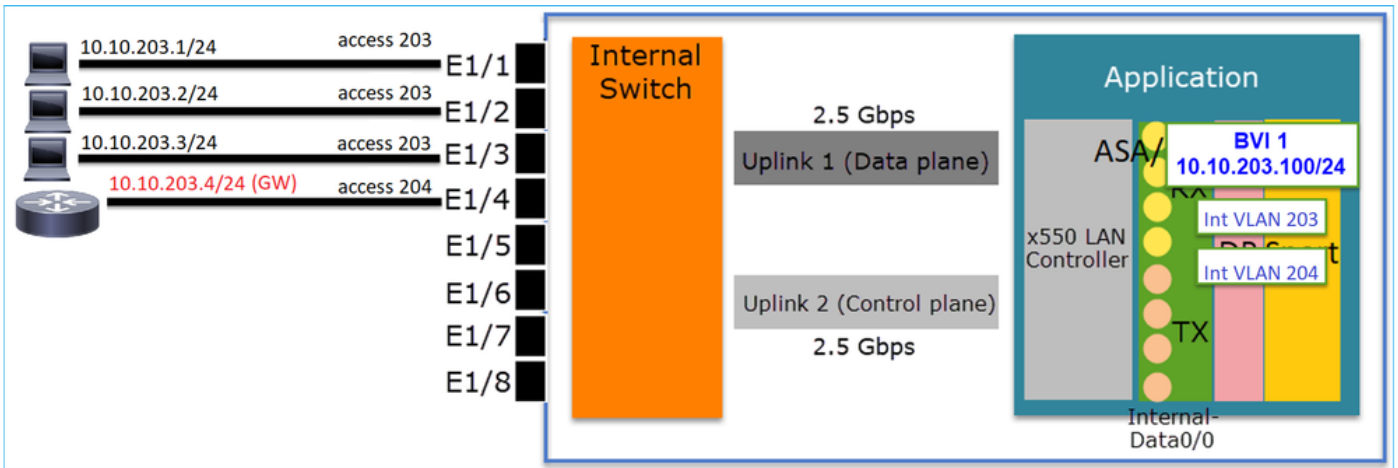 10.10.203.1/24
access 203
E1/1
10.10.203.2/24
access 203
E1/2
10.10.203.3/24
access 203
E1/3
10.10.203.4/24 (GW)
access 204
E1/4
E1/5
E1/6
E1/7
E1/8
Internal
Switch
2.5 Gbps
Uplink 1 (Data plane)
Uplink 2 (Control plane)
2.5 Gbps
Application
ASA/
BVI 1
10.10.203.100/24
RX
Int VLAN 203
x550 LAN
Controller
Int VLAN 204
TX
Internal-
Data0/0